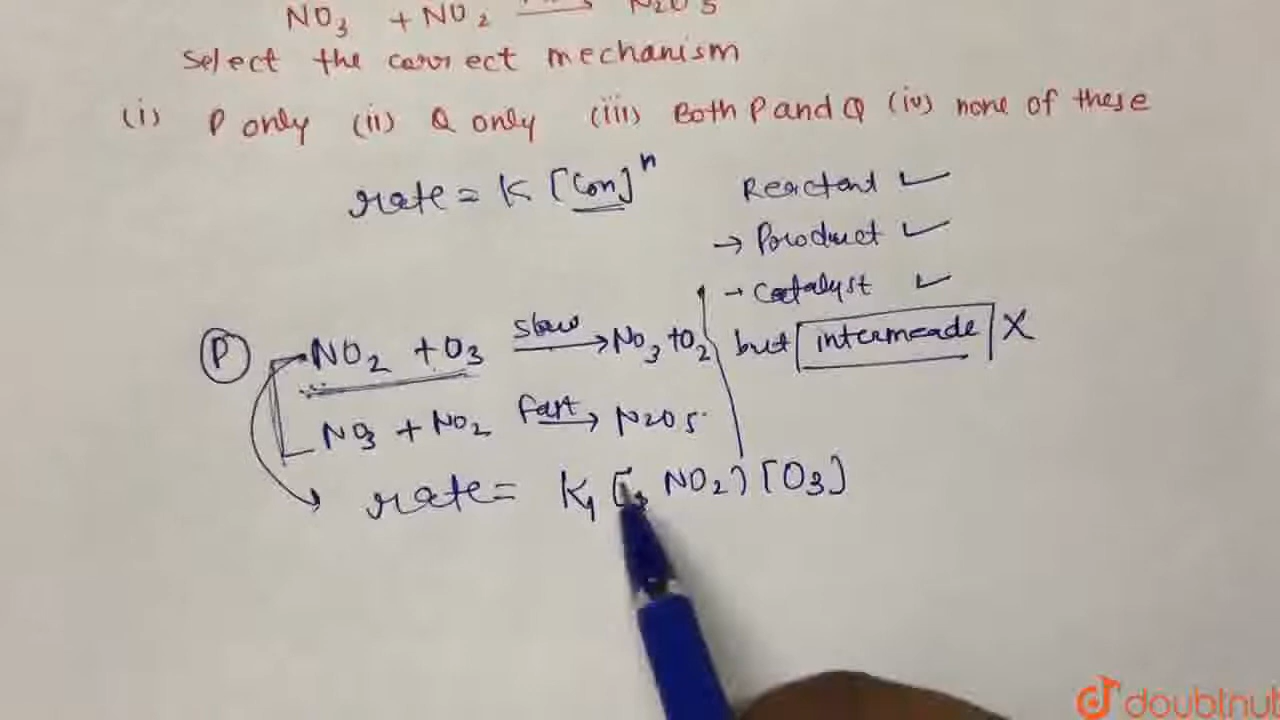 NO3 + NO2 N2O5
Select the correct mechanism
(i) P only (ii) Q only (iii) Both P and Q (iv) none of these
rate = K [Con]^n
Reactant ✓
→ Product ✓
→ Catalyst ✓
but intermeade X
(P) NO2 + O3 slow → NO3 + O2
NO3 + NO2 fast → N2O5
rate = K1 [ NO2) [O3]
doubtnut